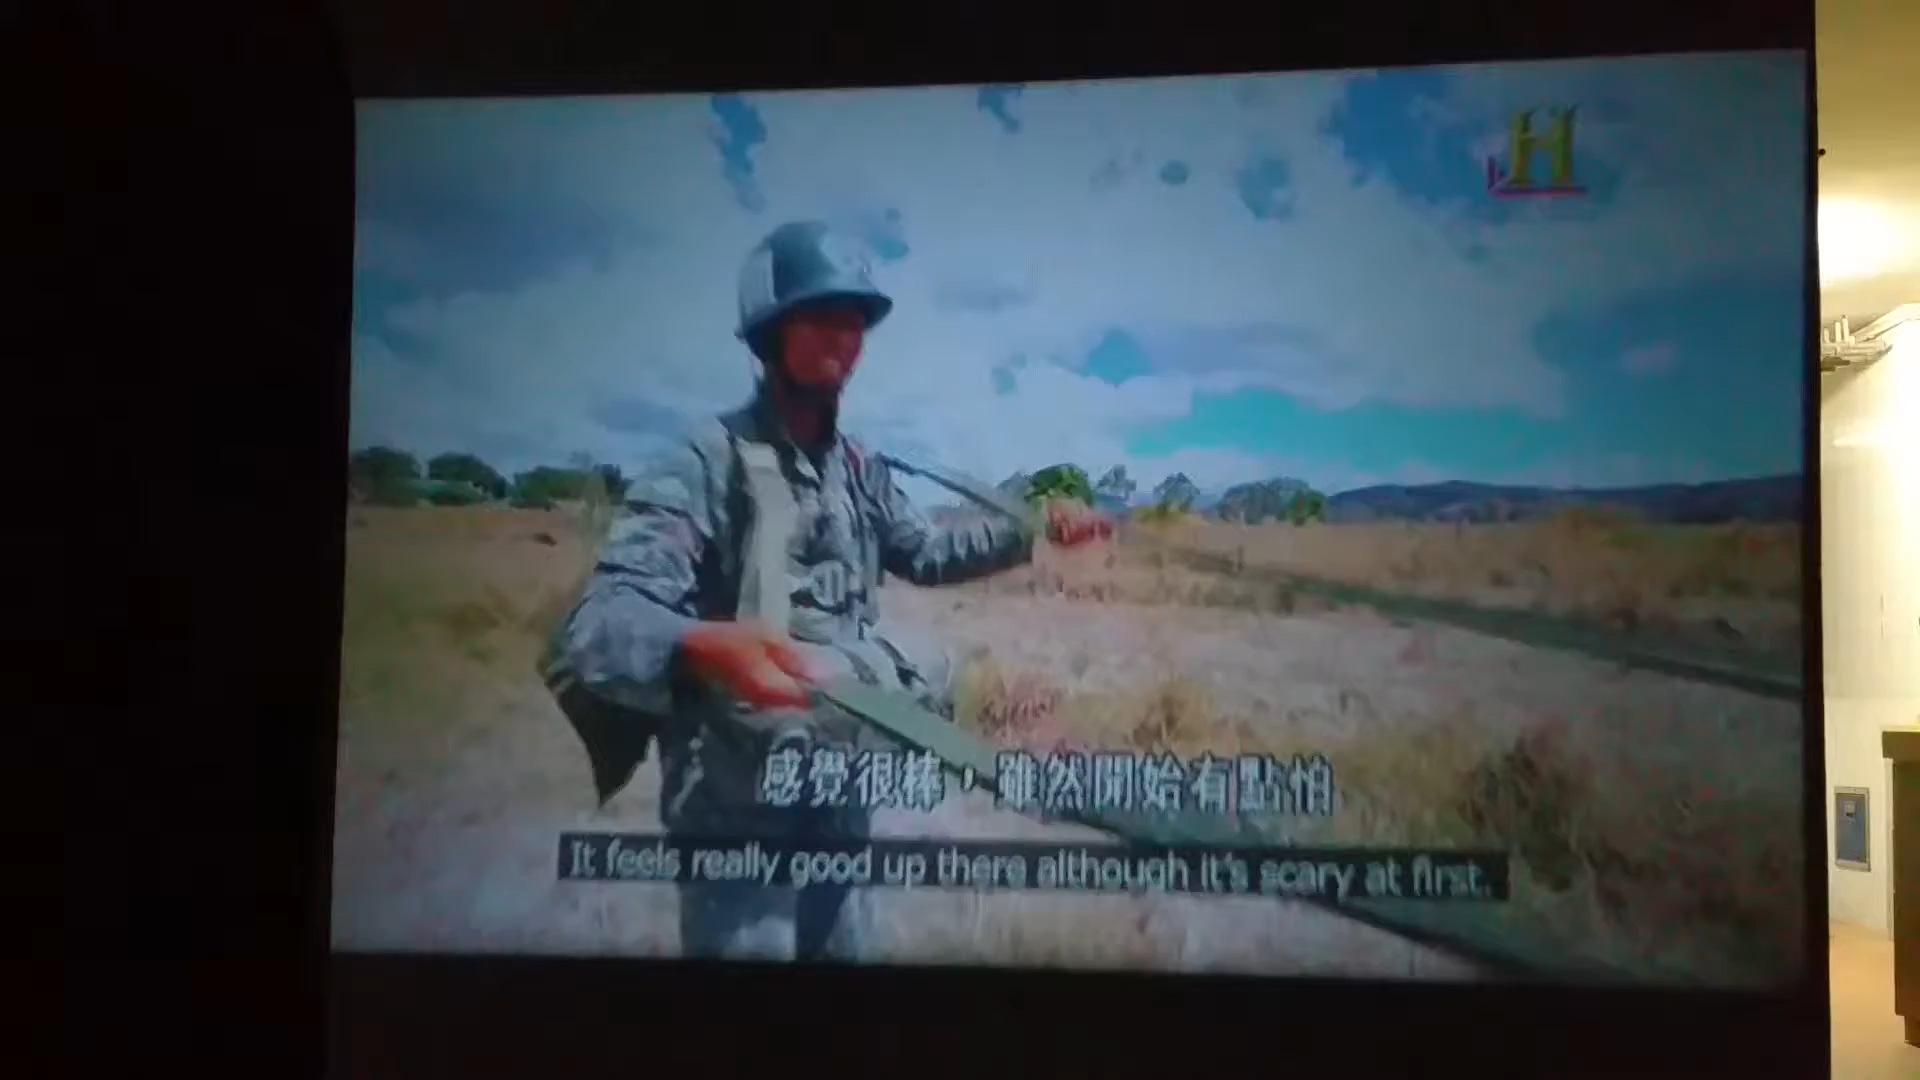 H
感覺很棒，雖然開始有點怕
It feels really good up there although it's scary at first.